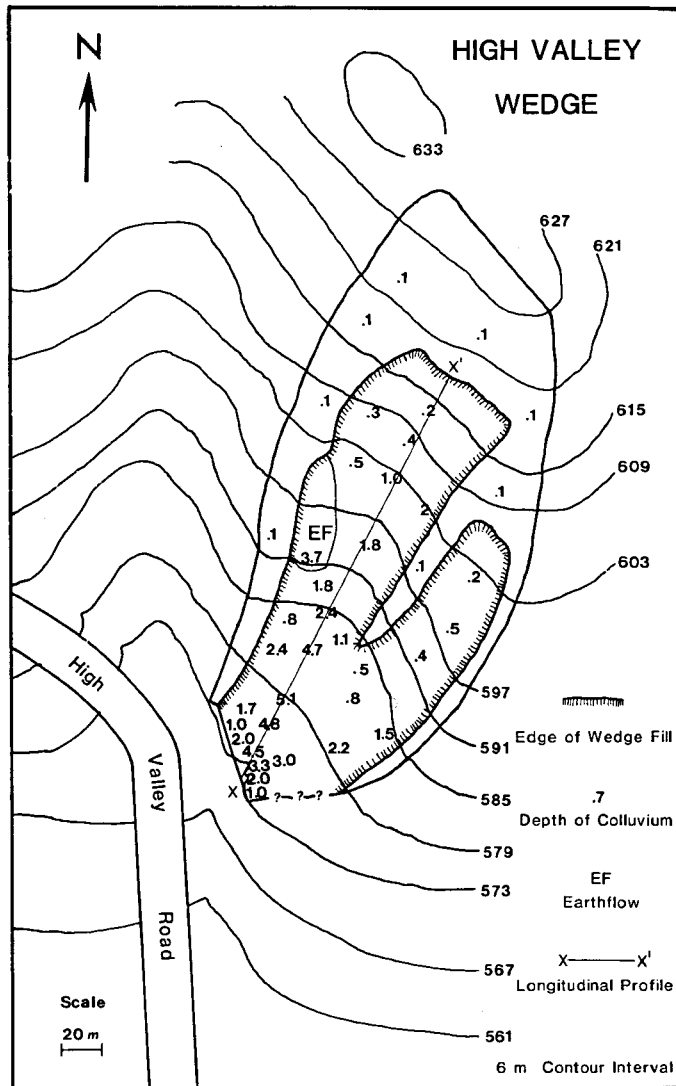 N
HIGH VALLEY
WEDGE
633
627
621
.1
.1
.1
X'
.1
.3
.2
.1
615
.4
609
.5
1.0
.1
2
EF
1.8
.1
603
3.7
.1
.2
1.8
.8
2.4
1.1
.5
2.4
4.7
.5
.4
597
High
.8
1.7
5.1
1.0
4.8
1.5
591
Edge of Wedge Fill
2.0
2.2
4.5
3.3
3.0
2.0
X
1.0
?
?
?
585
.7
Depth of Colluvium
Valley
579
573
EF
Earthflow
Road
X
X'
567
Longitudinal Profile
Scale
20 m
561
6 m Contour Interval